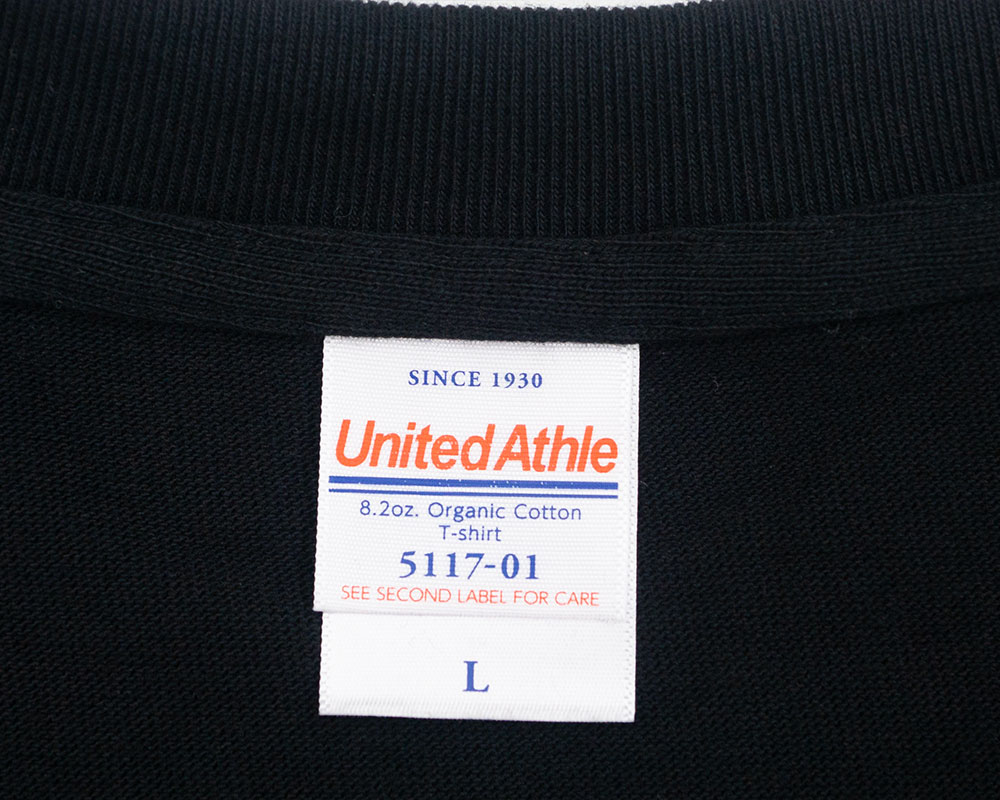 SINCE 1930
United Athle
8.2oz. Organic Cotton
T-shirt
5117-01
SEE SECOND LABEL FOR CARE
L